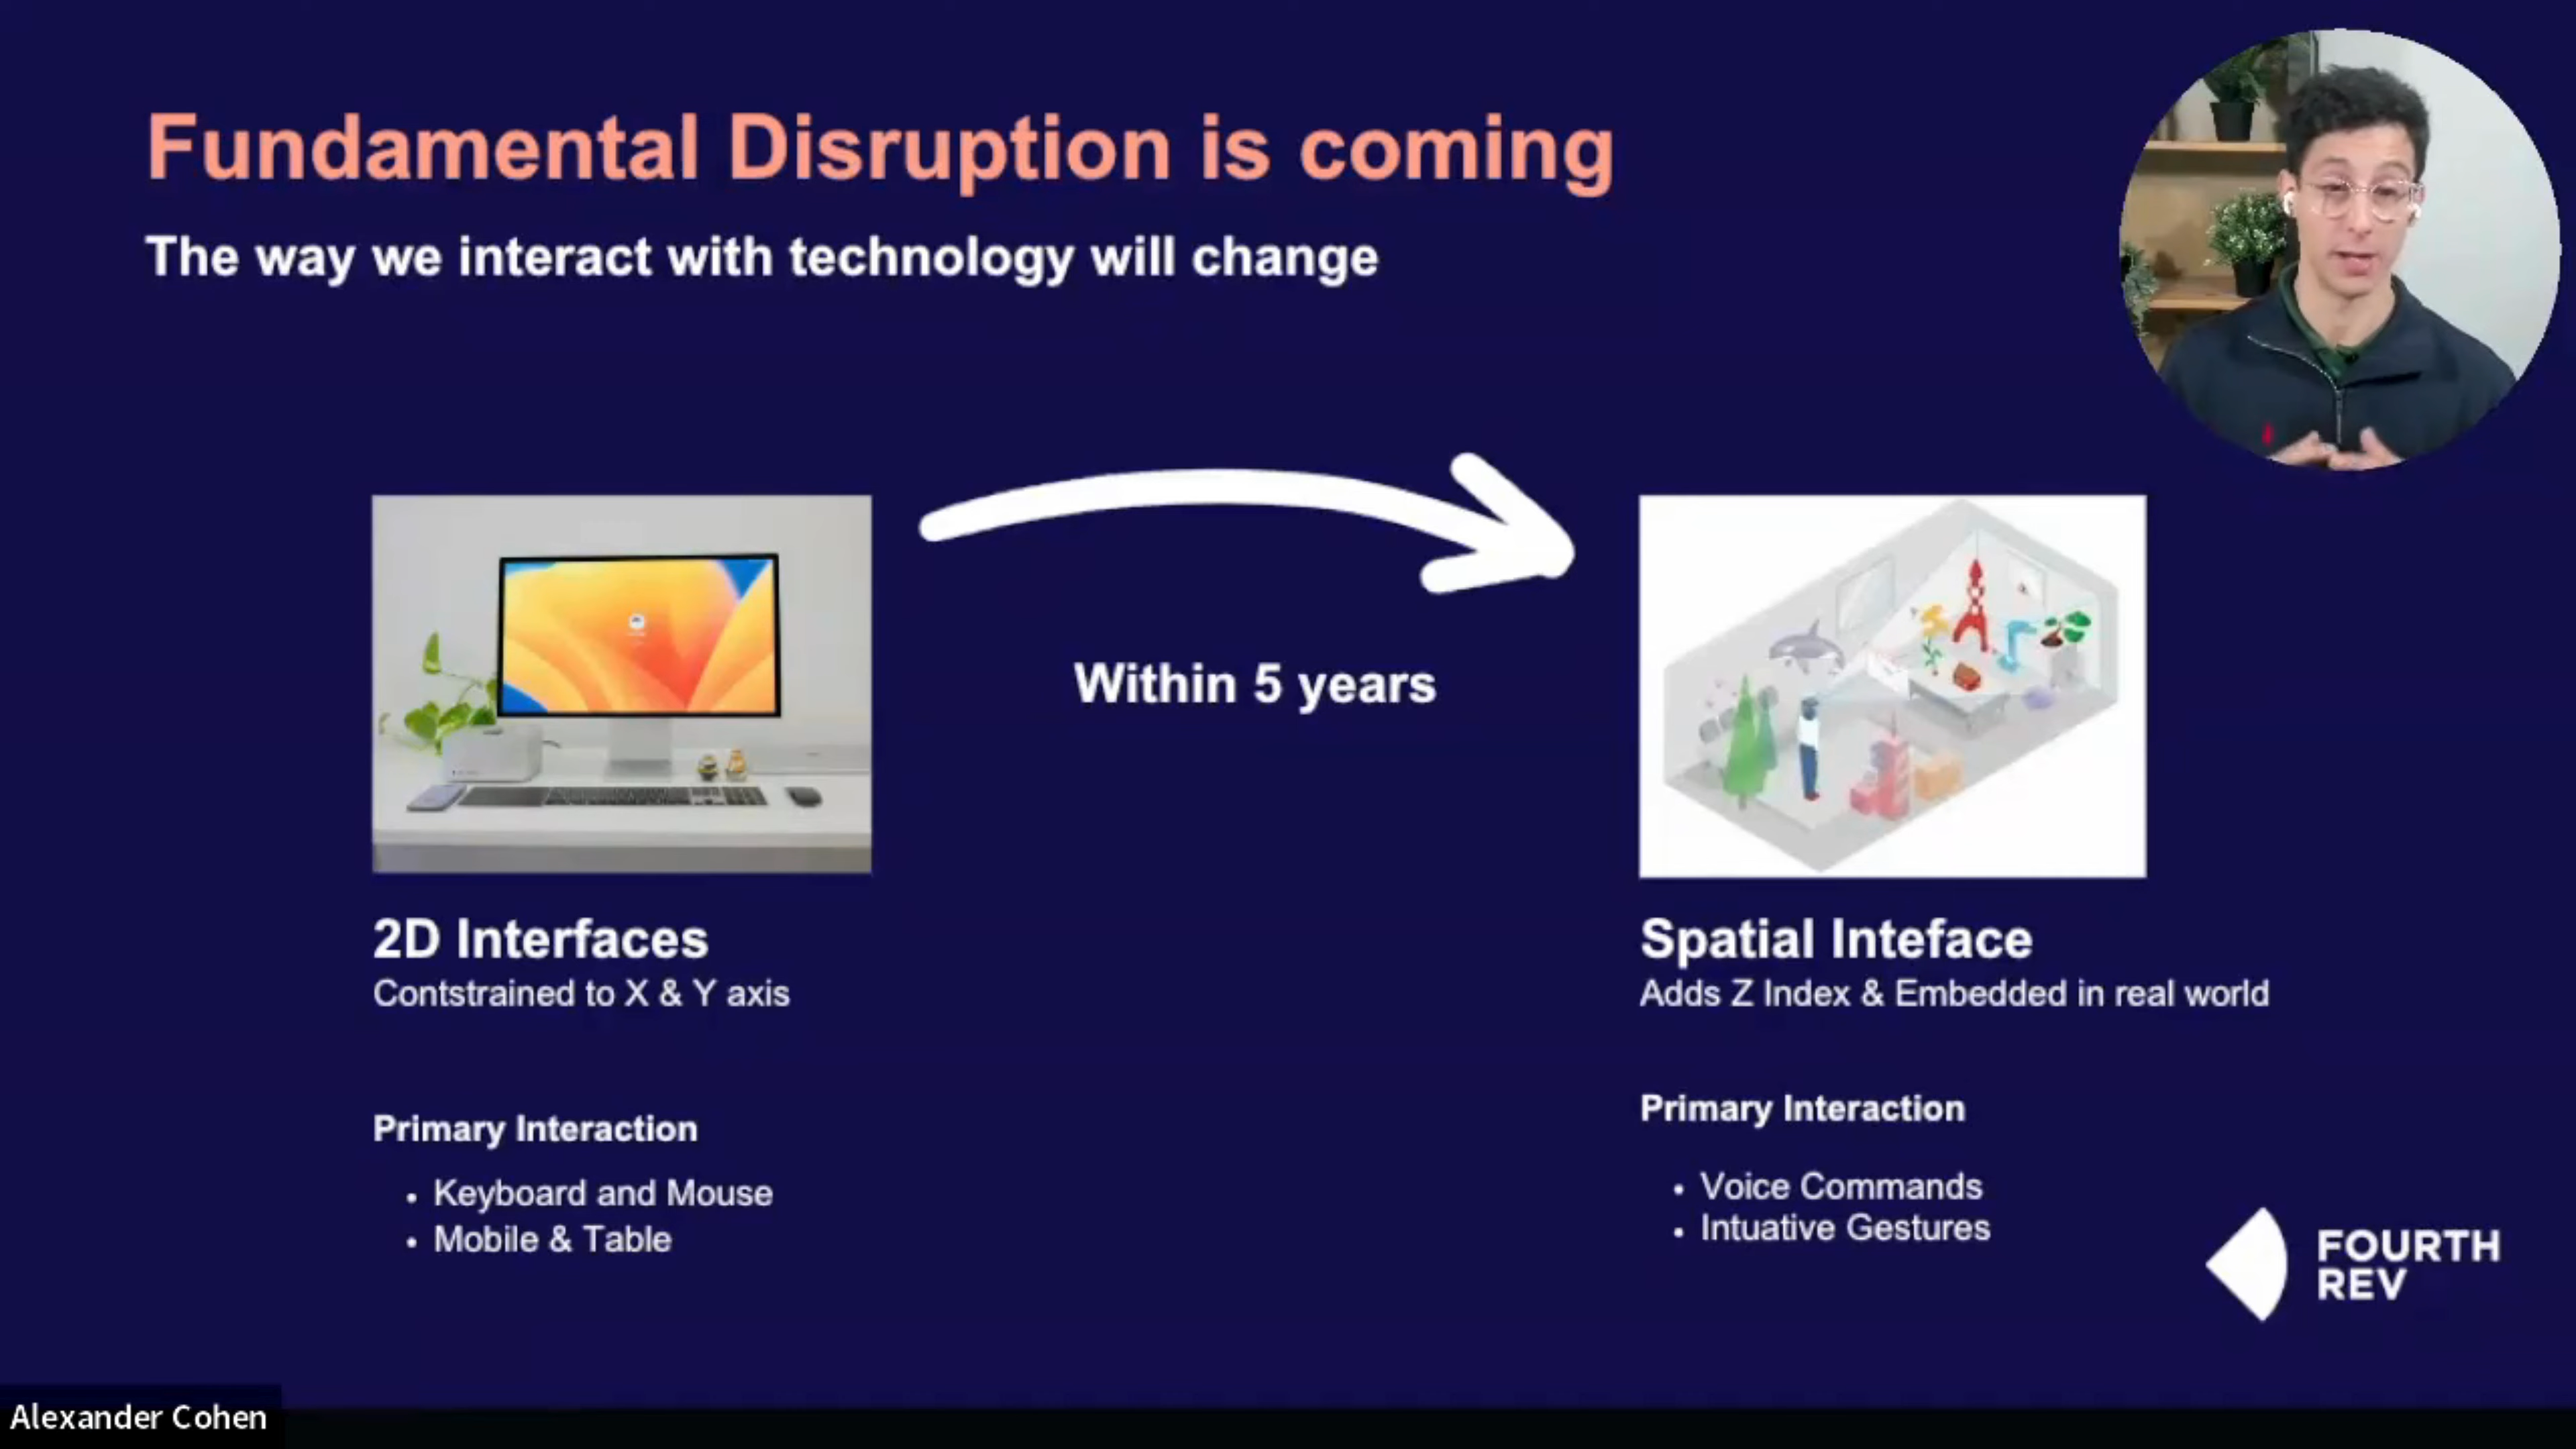 Fundamental Disruption is coming
The way we interact with technology will change
Within 5 years
2D Interfaces
Contstrained to X & Y axis
Primary Interaction
• Keyboard and Mouse
• Mobile & Table
Spatial Inteface
Adds Z Index & Embedded in real world
Primary Interaction
• Voice Commands
• Intuative Gestures
FOURTH
REV
Alexander Cohen